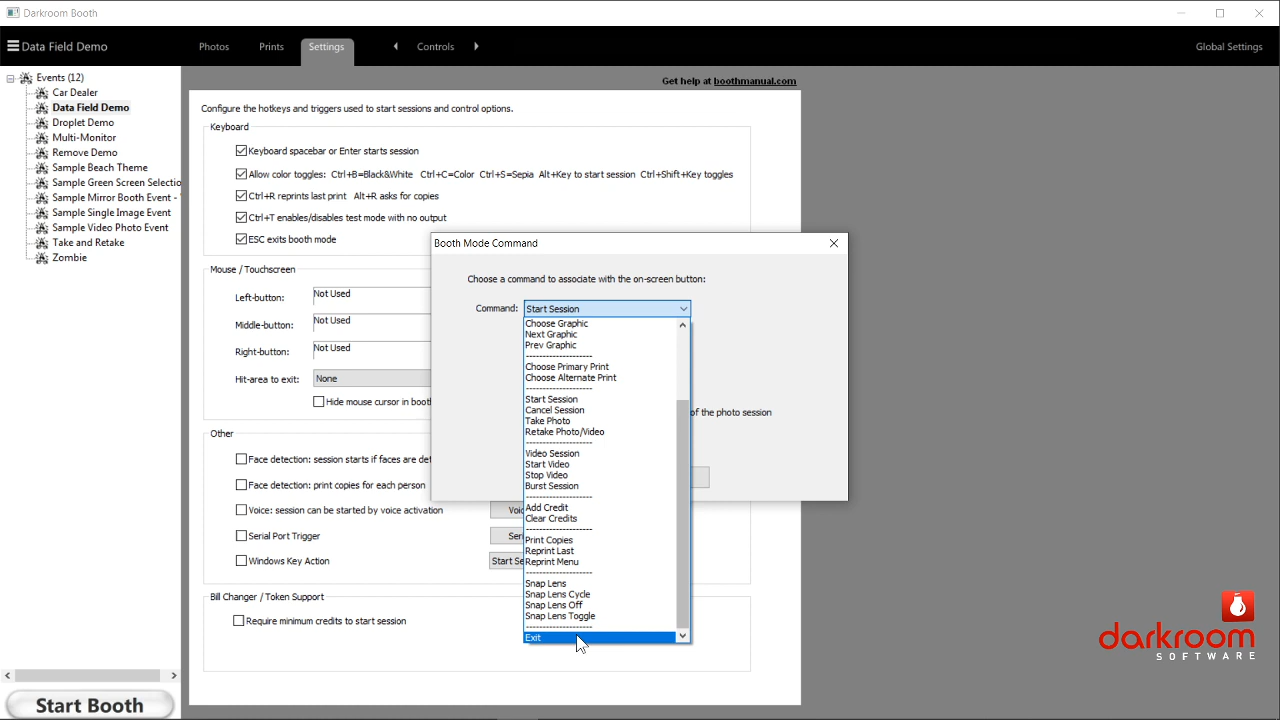 Darkroom Booth
Data Field Demo
Photos
Prints
Settings
Controls
Global Settings
Events (12)
Car Dealer
Data Field Demo
Droplet Demo
Multi-Monitor
Remove Demo
Sample Beach Theme
Sample Green Screen Selectio
Sample Mirror Booth Event -
Sample Single Image Event
Sample Video Photo Event
Take and Retake
Zombie
Start Booth
Get help at boothmanual.com
Configure the hotkeys and triggers used to start sessions and control options.
Keyboard
Keyboard spacebar or Enter starts session
Allow color toggles: Ctrl+B=Black&White Ctrl+C=Color Ctrl+S=Sepia Alt+Key to start session Ctrl+Shift+Key toggles
Ctrl+R reprints last print Alt+R asks for copies
Ctrl+T enables/disables test mode with no output
ESC exits booth mode
Mouse / Touchscreen
Left-button: Not Used
Middle-button: Not Used
Right-button: Not Used
Hit-area to exit: None
Hide mouse cursor in booth
Other
Face detection: session starts if faces are det
Face detection: print copies for each person
Voice: session can be started by voice activation
Voic
Serial Port Trigger
Ser
Windows Key Action
Start Se
Bill Changer / Token Support
Require minimum credits to start session
Booth Mode Command
Choose a command to associate with the on-screen button:
Command: Start Session
Choose Graphic
Next Graphic
Prev Graphic
--------------------
Choose Primary Print
Choose Alternate Print
--------------------
Start Session
Cancel Session
Take Photo
Retake Photo/Video
--------------------
Video Session
Start Video
Stop Video
Burst Session
--------------------
Add Credit
Clear Credits
--------------------
Print Copies
Reprint Last
Reprint Menu
--------------------
Snap Lens
Snap Lens Cycle
Snap Lens Off
Snap Lens Toggle
--------------------
Exit
of the photo session
darkroom
SOFTWARE